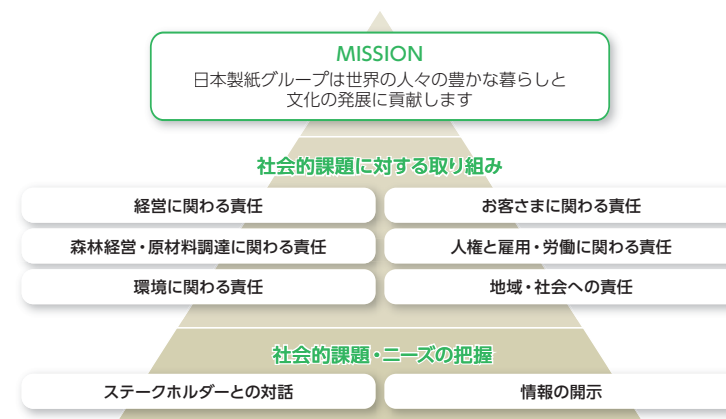 MISSION
日本製紙グループは世界の人々の豊かな暮らしと
文化の発展に貢献します
社会的課題に対する取り組み
経営に関わる責任
お客さまに関わる責任
森林経営・原材料調達に関わる責任
人権と雇用・労働に関わる責任
環境に関わる責任
地域・社会への責任
社会的課題・ニーズの把握
ステークホルダーとの対話
情報の開示